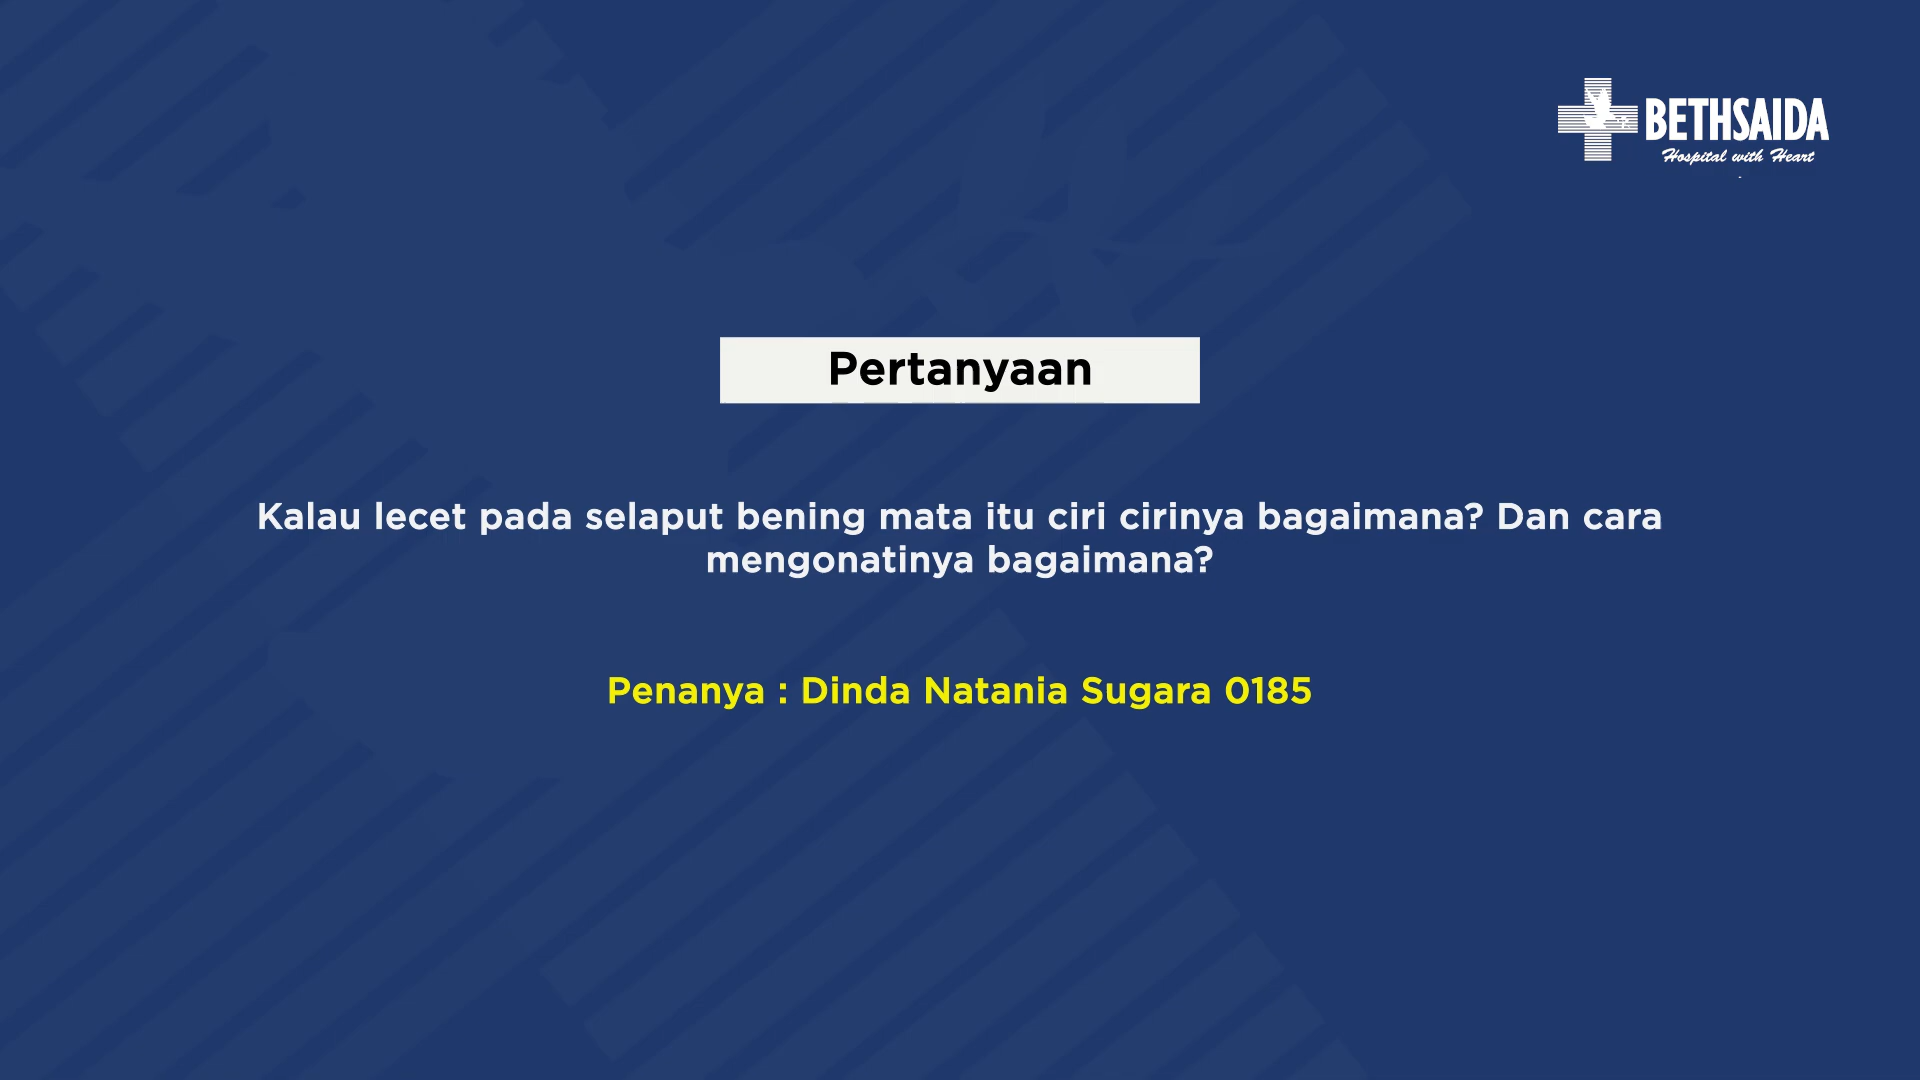 BETHSAIDA
Hospital with Heart
Pertanyaan
Kalau lecet pada selaput bening mata itu ciri cirinya bagaimana? Dan cara
mengonatinya bagaimana?
Penanya : Dinda Natania Sugara 0185